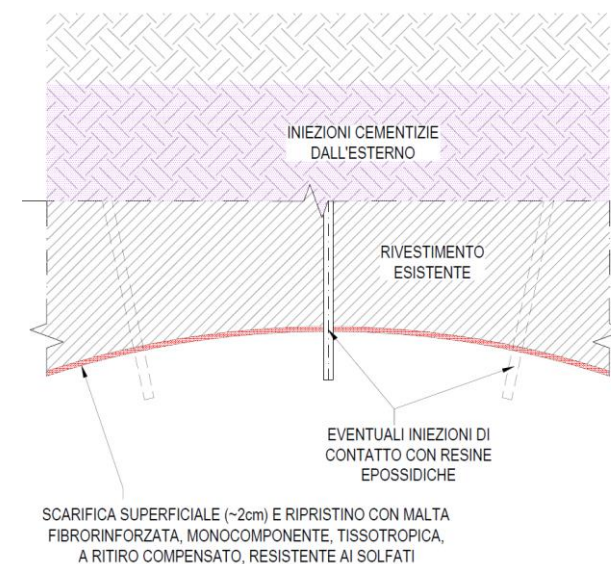 INIEZIONI CEMENTIZIE
DALL'ESTERNO
RIVESTIMENTO
ESISTENTE
EVENTUALI INIEZIONI DI
CONTATTO CON RESINE
EPOSSIDICHE
SCARIFICA SUPERFICIALE (~2cm) E RIPRISTINO CON MALTA
FIBRORINFORZATA, MONOCOMPONENTE, TISSOTROPICA,
A RITIRO COMPENSATO, RESISTENTE AI SOLFATI